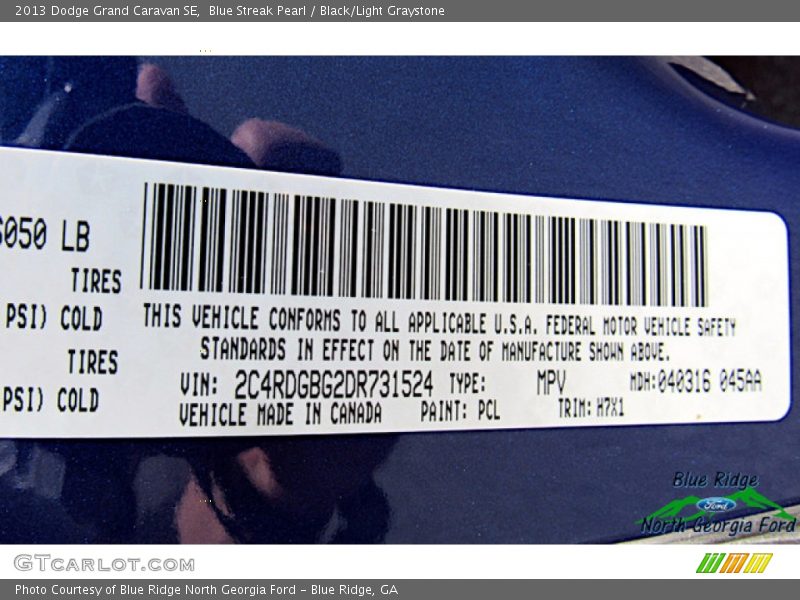 2013 Dodge Grand Caravan SE,  Blue Streak Pearl / Black/Light Graystone
6050 LB
TIRES
PSI) COLD
THIS VEHICLE CONFORMS TO ALL APPLICABLE U.S.A. FEDERAL MOTOR VEHICLE SAFETY
STANDARDS IN EFFECT ON THE DATE OF MANUFACTURE SHOWN ABOVE.
TIRES
VIN: 2C4RDGBG2DR731524 TYPE: MPV MDH:040316 045AA
PSI) COLD
VEHICLE MADE IN CANADA PAINT: PCL TRIM: H7X1
Blue Ridge
Ford
North Georgia Ford
GTCARLOT.COM
Photo Courtesy of Blue Ridge North Georgia Ford - Blue Ridge, GA